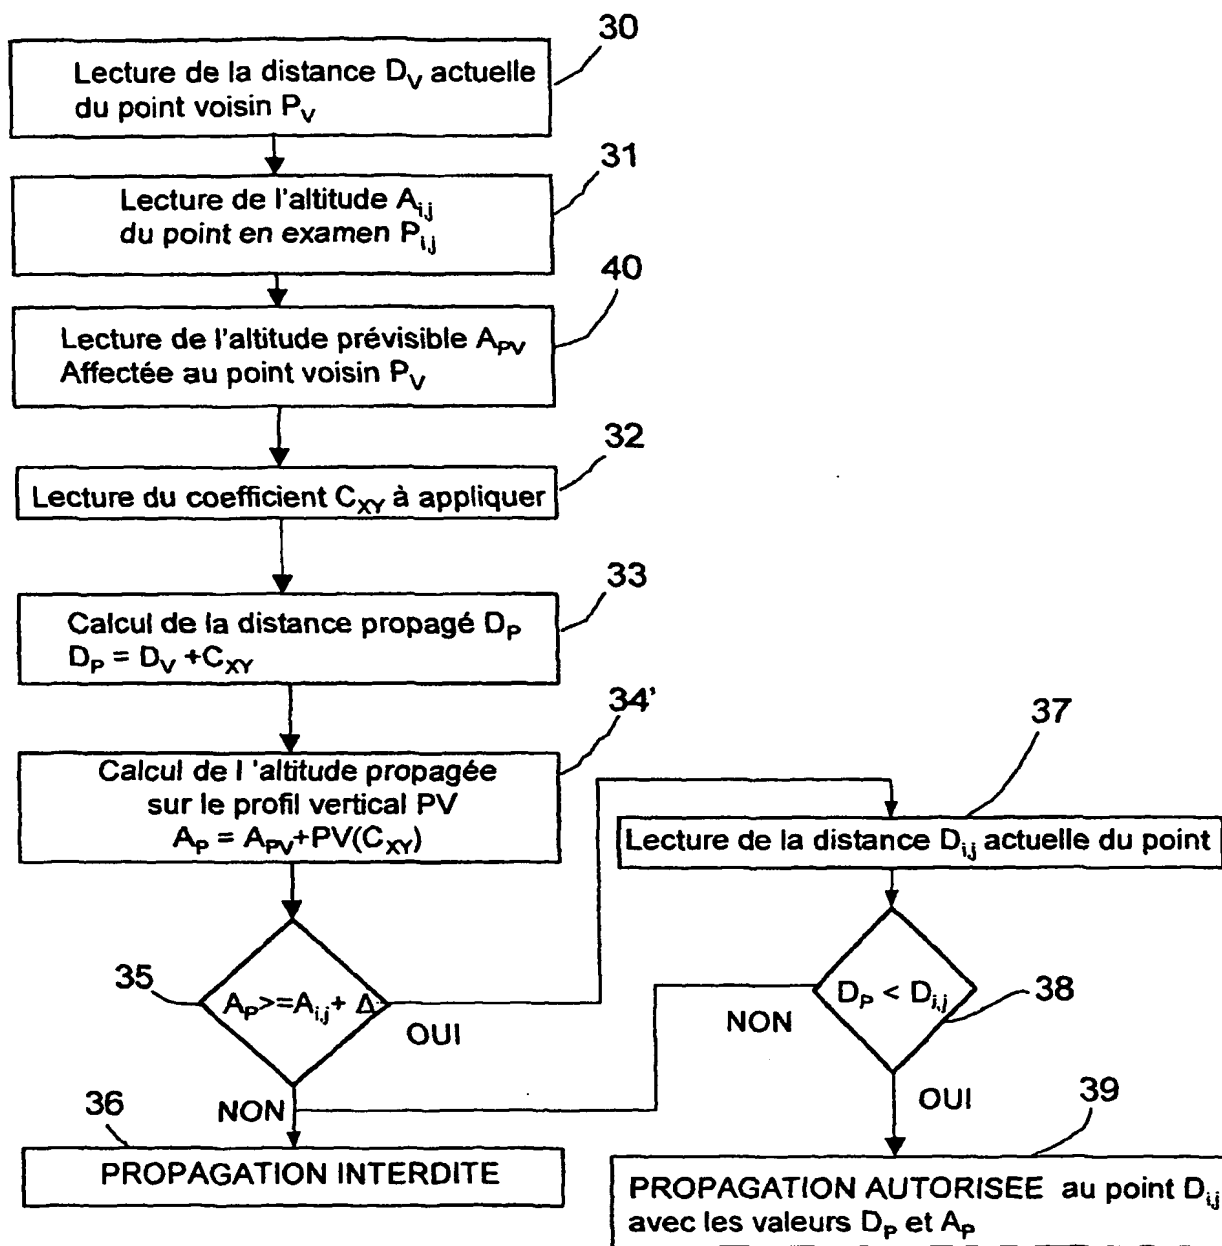 30
Lecture de la distance D_V actuelle
du point voisin P_V
31
Lecture de l'altitude A_i,j
du point en examen P_i,j
40
Lecture de l'altitude prévisible A_PV
Affectée au point voisin P_V
32
Lecture du coefficient C_XY à appliquer
33
Calcul de la distance propagé D_P
D_P = D_V +C_XY
34'
Calcul de l 'altitude propagée
sur le profil vertical PV
A_P = A_PV+PV(C_XY)
37
Lecture de la distance D_i,j actuelle du point
35
A_P>=A_i,j+ Δ
OUI
NON
D_P < D_i,j
38
NON
OUI
36
PROPAGATION INTERDITE
39
PROPAGATION AUTORISEE au point D_i,j
avec les valeurs D_P et A_P